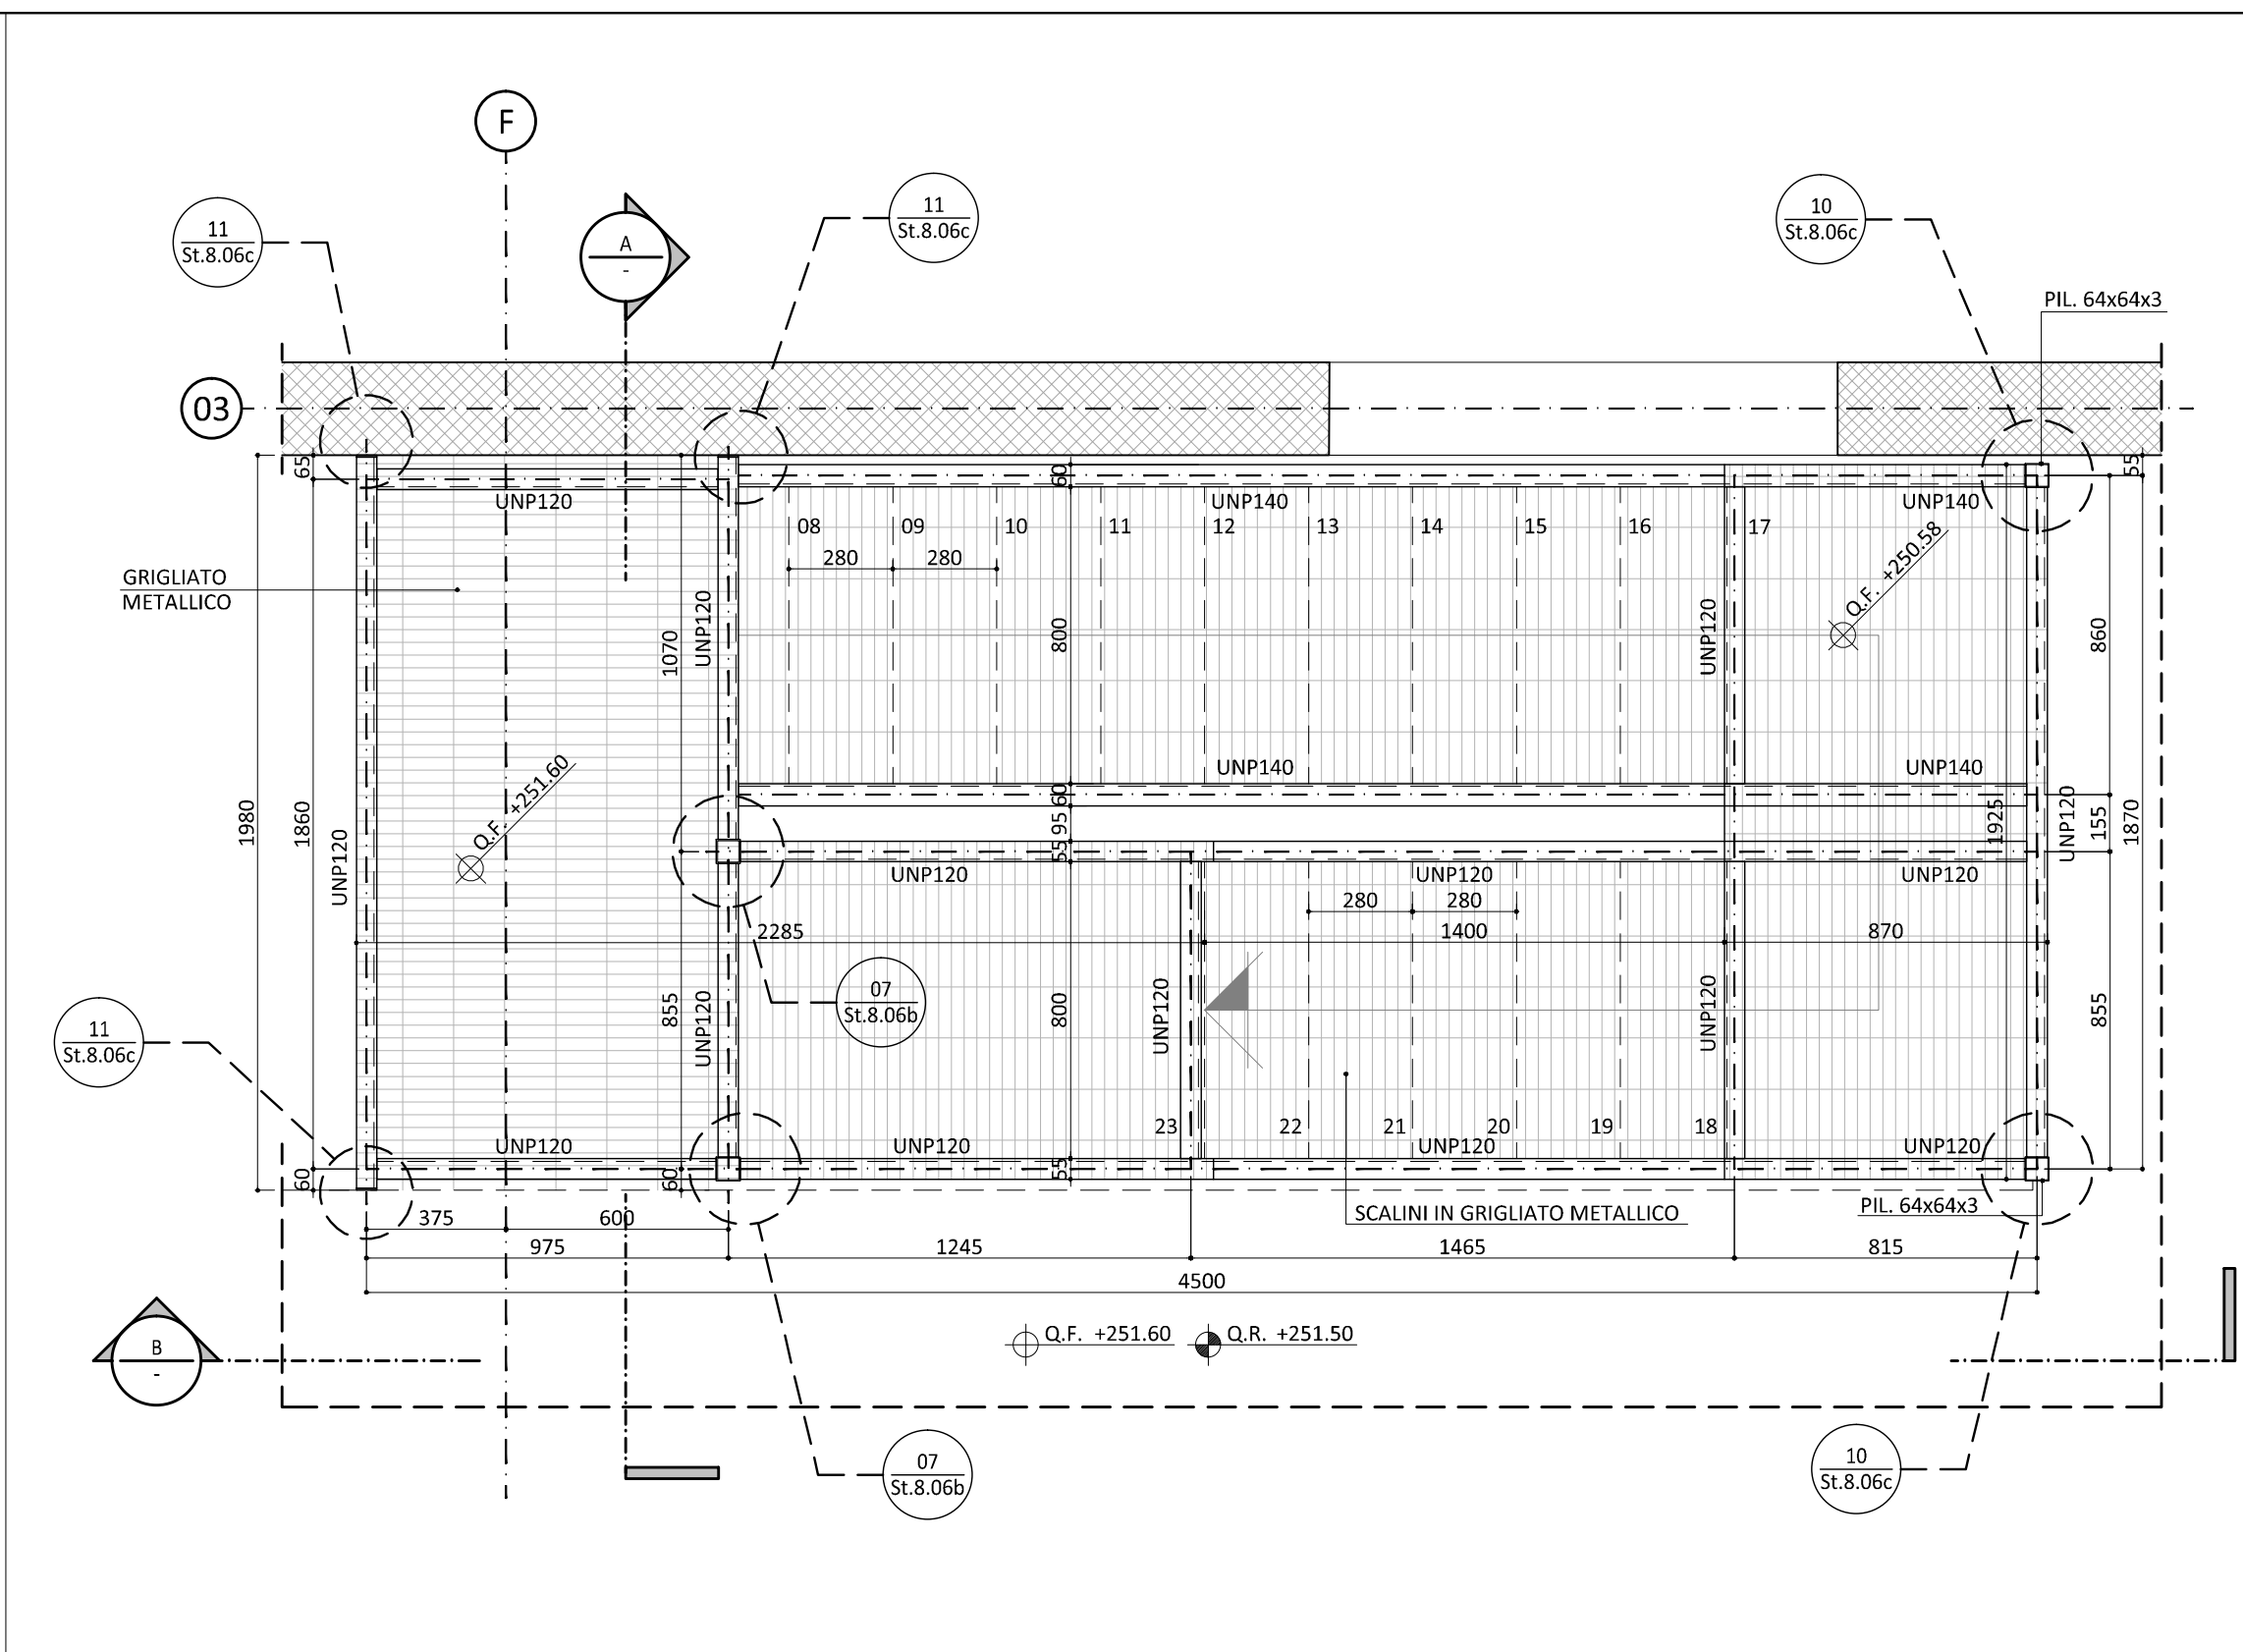 F
11
St.8.06c
A
-
11
St.8.06c
10
St.8.06c
PIL. 64x64x3
03
65
60
55
UNP120
UNP140
UNP140
08
09
10
11
12
13
14
15
16
17
280
280
GRIGLIATO
METALLICO
Q.F. +250.58
1070
UNP120
800
UNP120
860
UNP140
UNP140
Q.F. +251.60
1980
1860
UNP120
60
95
55
1925
UNP120
155
1870
UNP120
UNP120
UNP120
280
280
2285
1400
870
07
St.8.06b
855
UNP120
800
UNP120
UNP120
855
11
St.8.06c
23
22
21
20
19
18
UNP120
UNP120
UNP120
UNP120
60
60
55
375
600
SCALINI IN GRIGLIATO METALLICO
PIL. 64x64x3
975
1245
1465
815
4500
Q.F. +251.60
Q.R. +251.50
B
-
07
St.8.06b
10
St.8.06c